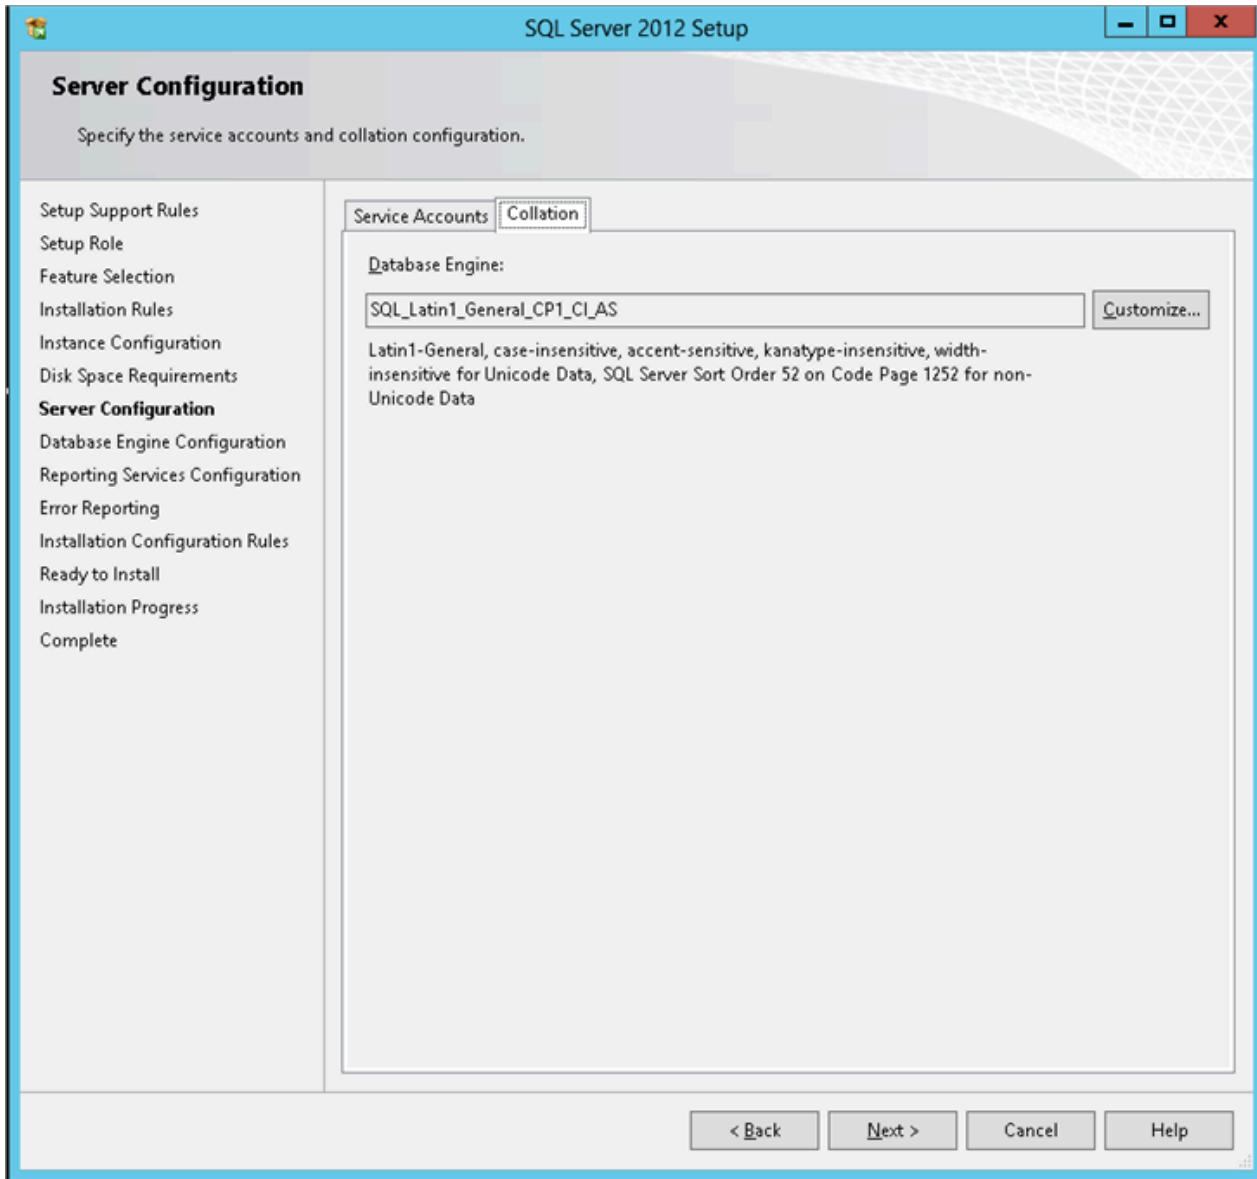 SQL Server 2012 Setup
Server Configuration
Specify the service accounts and collation configuration.
Setup Support Rules
Setup Role
Feature Selection
Installation Rules
Instance Configuration
Disk Space Requirements
Server Configuration
Database Engine Configuration
Reporting Services Configuration
Error Reporting
Installation Configuration Rules
Ready to Install
Installation Progress
Complete
Service Accounts
Collation
Database Engine:
SQL_Latin1_General_CP1_CI_AS
Customize...
Latin1-General, case-insensitive, accent-sensitive, kanatype-insensitive, width-
insensitive for Unicode Data, SQL Server Sort Order 52 on Code Page 1252 for non-
Unicode Data
< Back
Next >
Cancel
Help